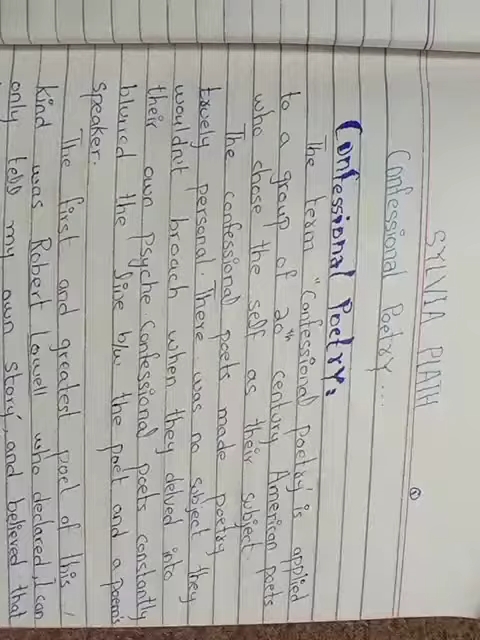 SYLVIA PLATH
Confessional Poetry...
Confessional Poetry:
The term "Confessional Poetry" is applied
to a group of 20th century American poets
who chose the self as their subject.
The confessional poets made poetry
personal. There was no subject they
wouldn't broach when they delved into
their own Psyche Confessional poets constantly
blurred the line b/w the poet and a poem's
speaker.
The first and greatest poet of this
kind was Robert Lowell who declared, I can
only tell my own story, and believed that